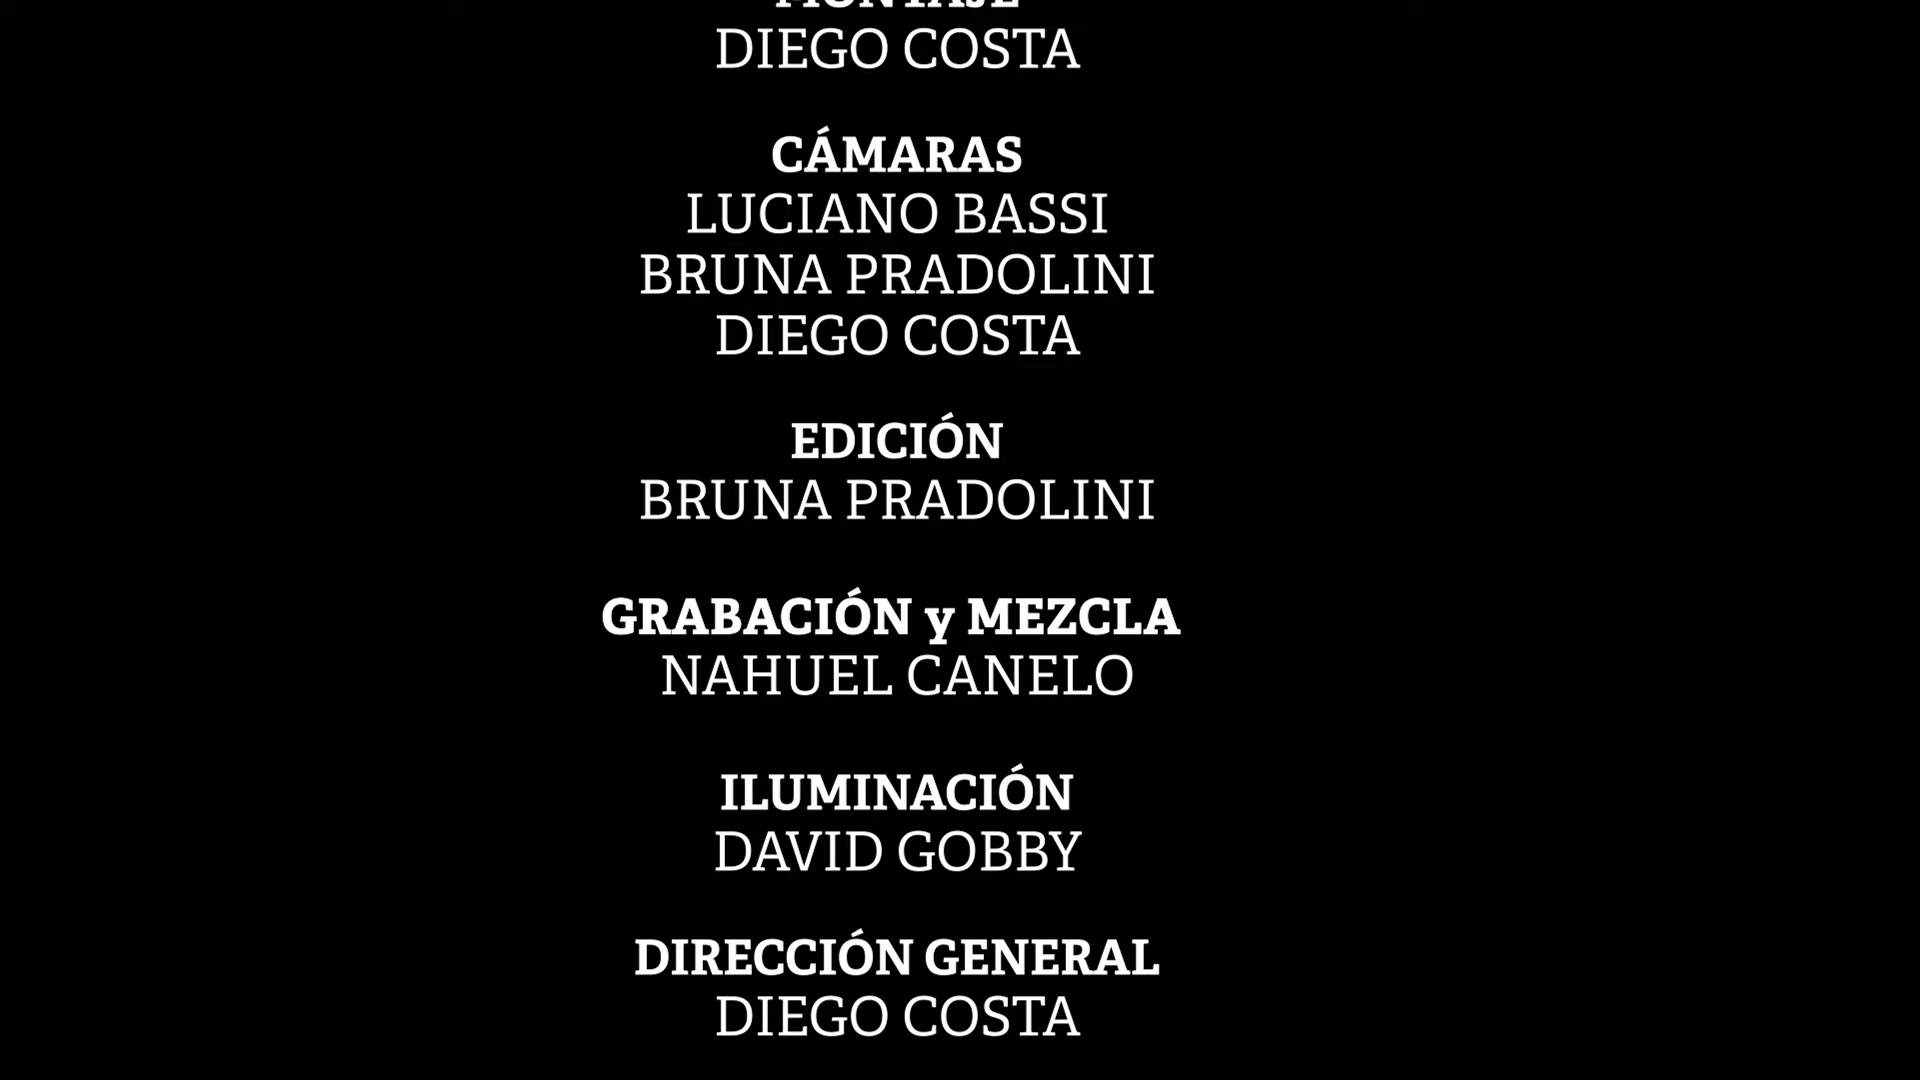 MONTAJE
DIEGO COSTA
CÁMARAS
LUCIANO BASSI
BRUNA PRADOLINI
DIEGO COSTA
EDICIÓN
BRUNA PRADOLINI
GRABACIÓN y MEZCLA
NAHUEL CANELO
ILUMINACIÓN
DAVID GOBBY
DIRECCIÓN GENERAL
DIEGO COSTA